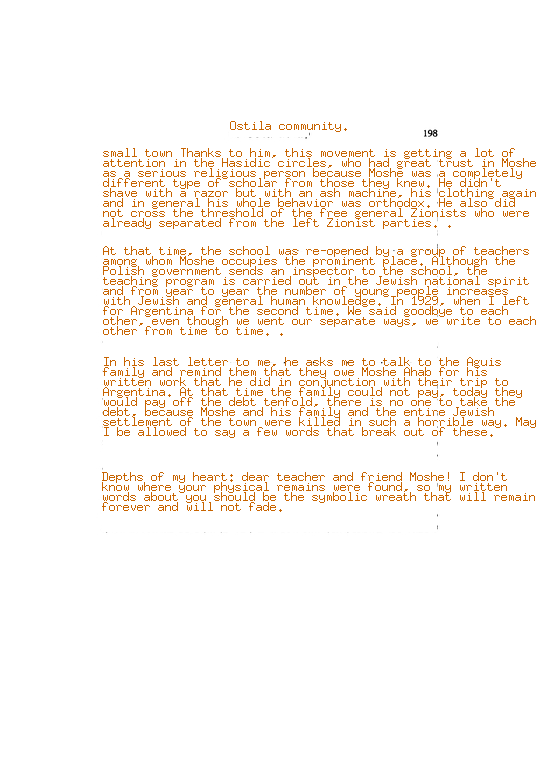 Ostila community.
198
small town Thanks to him, this movement is getting a lot of
attention in the Hasidic circles, who had great trust in Moshe
as a serious religious person because Moshe was a completely
different type of scholar from those they knew. He didn't
shave with a razor but with an ash machine, his clothing again
and in general his whole behavior was orthodox. He also did
not cross the threshold of the free general Zionists who were
already separated from the left Zionist parties. .
At that time, the school was re-opened by a group of teachers
among whom Moshe occupies the prominent place. Although the
Polish government sends an inspector to the school, the
teaching program is carried out in the Jewish national spirit
and from year to year the number of young people increases
with Jewish and general human knowledge. In 1929, when I left
for Argentina for the second time. We said goodbye to each
other, even though we went our separate ways, we write to each
other from time to time. .
In his last letter to me, he asks me to talk to the Aguis
family and remind them that they owe Moshe Ahab for his
written work that he did in conjunction with their trip to
Argentina. At that time the family could not pay, today they
would pay off the debt tenfold, there is no one to take the
debt, because Moshe and his family and the entire Jewish
settlement of the town were killed in such a horrible way. May
I be allowed to say a few words that break out of these.
Depths of my heart: dear teacher and friend Moshe! I don't
know where your physical remains were found, so my written
words about you should be the symbolic wreath that will remain
forever and will not fade.